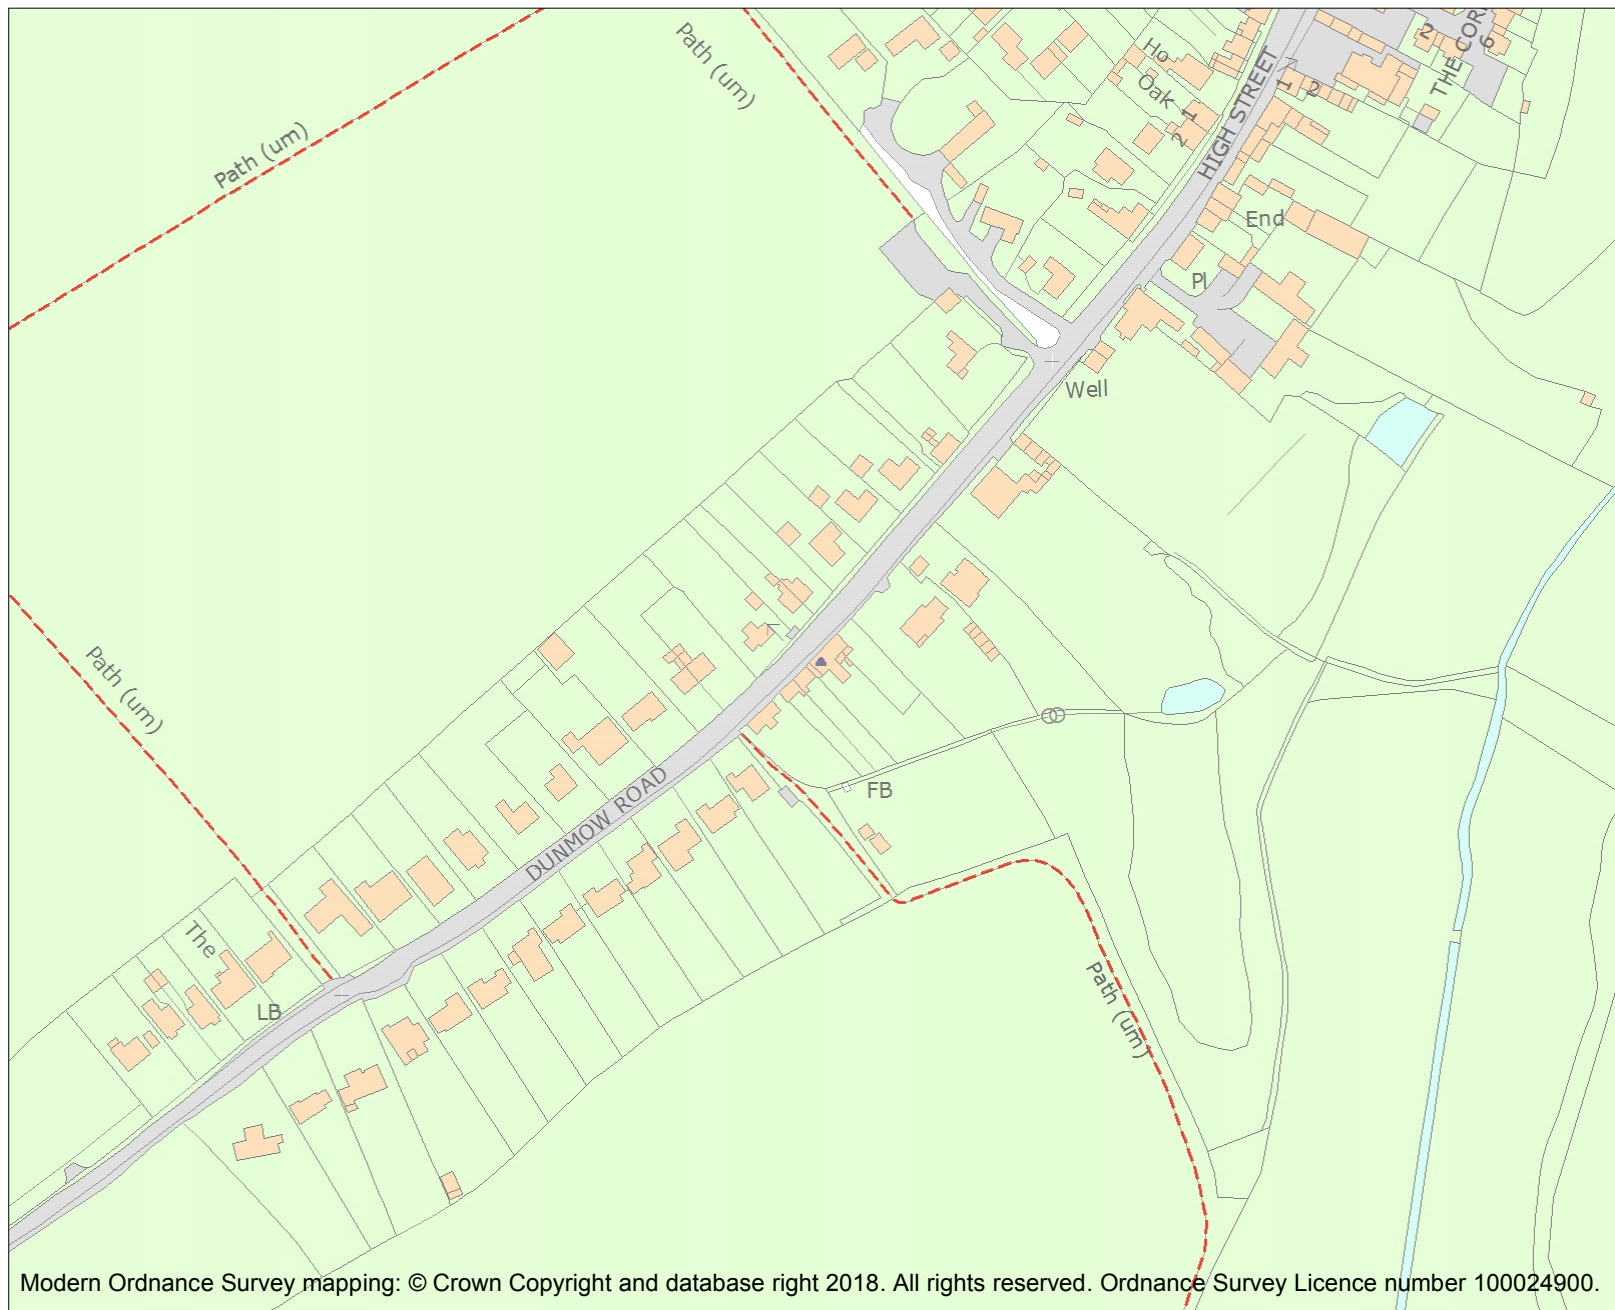 Path (um)
Path (um)
Ho
Oak
1
2
HIGH STREET
1
2
2
THE COR
6
End
Pl
Well
Path (um)
DUNMOW ROAD
FB
The
LB
Path (um)
Modern Ordnance Survey mapping: © Crown Copyright and database right 2018. All rights reserved. Ordnance Survey Licence number 100024900.